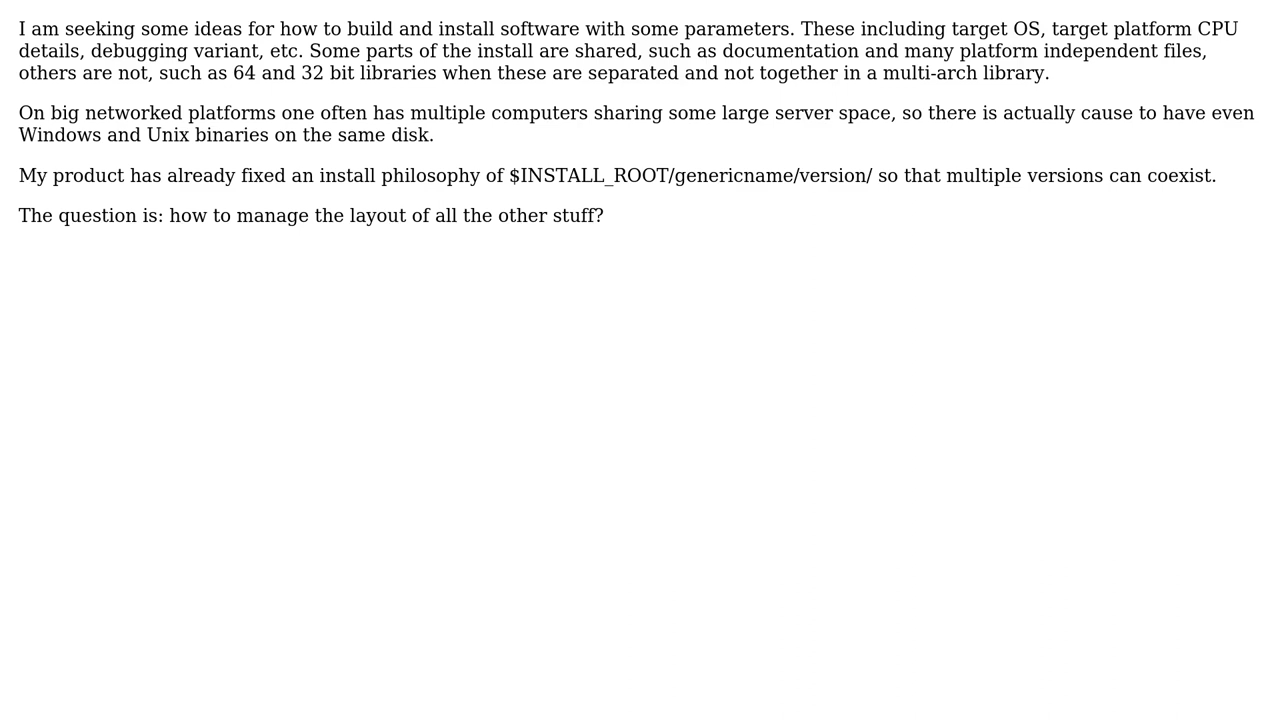 I am seeking some ideas for how to build and install software with some parameters. These including target OS, target platform CPU
details, debugging variant, etc. Some parts of the install are shared, such as documentation and many platform independent files,
others are not, such as 64 and 32 bit libraries when these are separated and not together in a multi-arch library.
On big networked platforms one often has multiple computers sharing some large server space, so there is actually cause to have even
Windows and Unix binaries on the same disk.
My product has already fixed an install philosophy of $INSTALL_ROOT/genericname/version/ so that multiple versions can coexist.
The question is: how to manage the layout of all the other stuff?